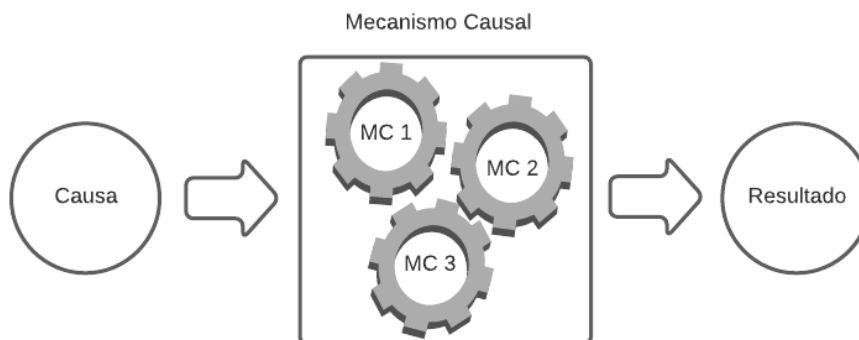 Mecanismo Causal
MC 1
Causa
MC 2
Resultado
MC 3